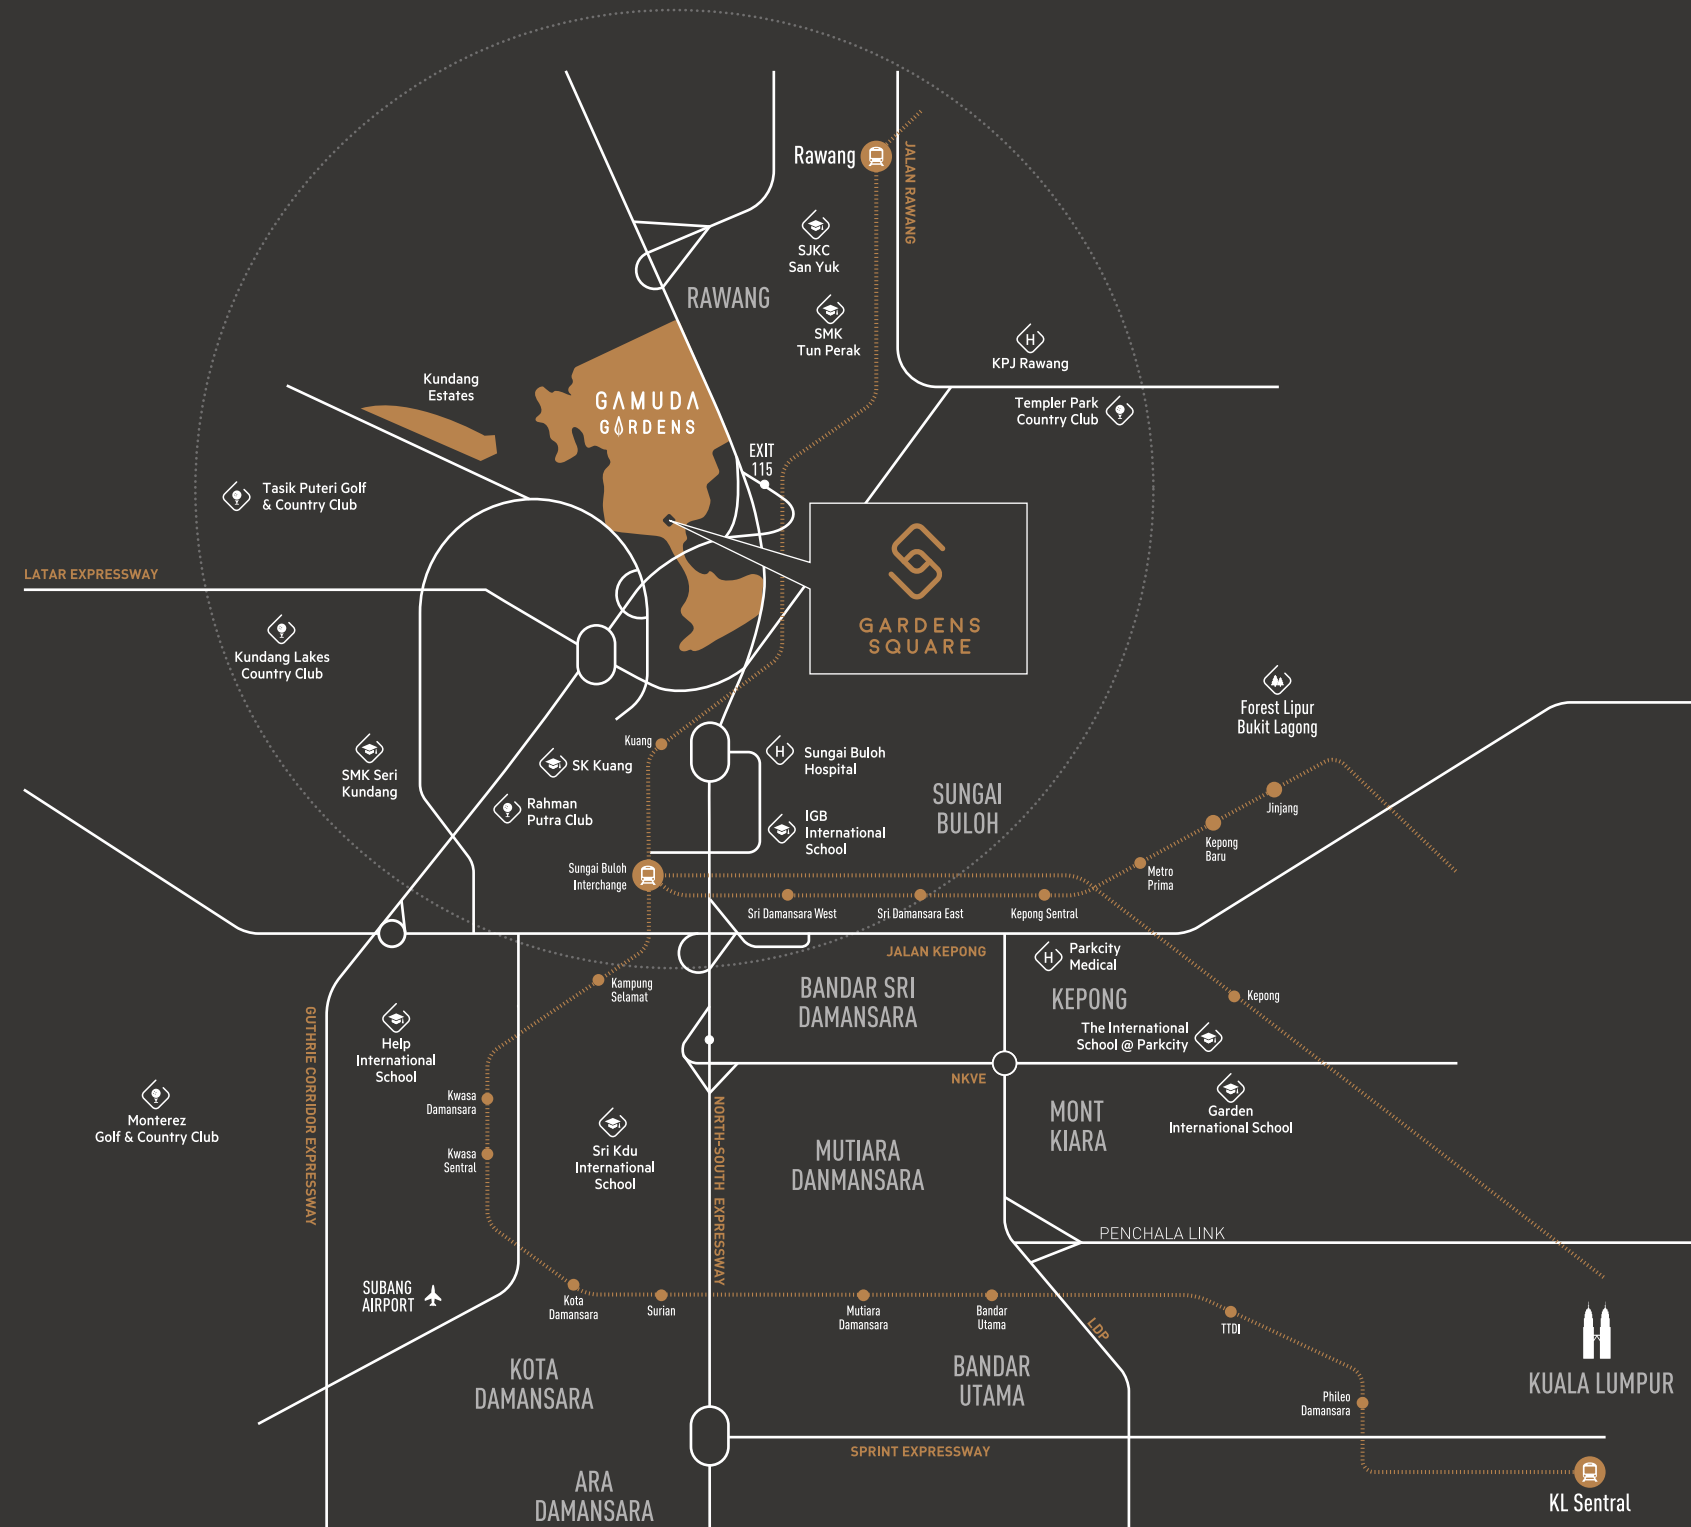 Rawang
JALAN RAWANG
SJKC
San Yuk
RAWANG
SMK
Tun Perak
H
KPJ Rawang
Kundang
Estates
GAMUDA
GARDENS
Templer Park
Country Club
EXIT
115
Tasik Puteri Golf
& Country Club
LATAR EXPRESSWAY
GARDENS
SQUARE
Kundang Lakes
Country Club
Forest Lipur
Bukit Lagong
Kuang
H
Sungai Buloh
Hospital
SMK Seri
Kundang
SK Kuang
Rahman
Putra Club
IGB
International
School
SUNGAI
BULOH
Jinjang
Kepong
Baru
Metro
Prima
Sungai Buloh
Interchange
Sri Damansara West
Sri Damansara East
Kepong Sentral
JALAN KEPONG
H
Parkcity
Medical
Kampung
Selamat
BANDAR SRI
DAMANSARA
KEPONG
Kepong
The International
School @ Parkcity
GUTHRIE CORRIDOR EXPRESSWAY
Help
International
School
NKVE
Kwasa
Damansara
NORTH-SOUTH EXPRESSWAY
MONT
KIARA
Garden
International School
Monterez
Golf & Country Club
Kwasa
Sentral
Sri Kdu
International
School
MUTIARA
DANMANSARA
PENCHALA LINK
SUBANG
AIRPORT
Kota
Damansara
Surian
Mutiara
Damansara
Bandar
Utama
LDP
TTDI
KOTA
DAMANSARA
BANDAR
UTAMA
Phileo
Damansara
KUALA LUMPUR
SPRINT EXPRESSWAY
ARA
DAMANSARA
KL Sentral